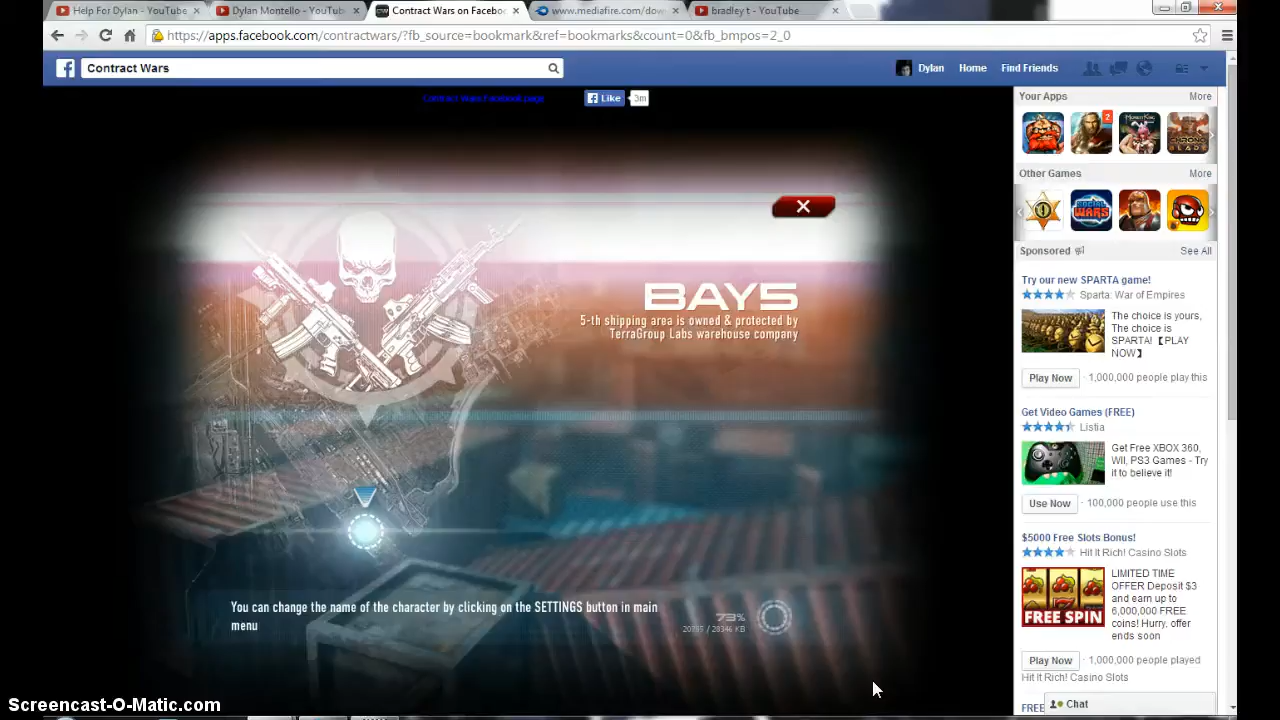 Help For Dylan - YouTube
Dylan Montello - YouTube
Contract Wars on Facebo
www.mediafire.com/dow
bradley t - YouTube
https://apps.facebook.com/contractwars/?fb_source=bookmark&ref=bookmarks&count=0&fb_bmpos=2_0
Contract Wars
Dylan
Home
Find Friends
Contract Wars Facebook page
Like
3m
Your Apps
More
2
Other Games
More
SOCIAL WARS
Sponsored
See All
Try our new SPARTA game!
Sparta: War of Empires
The choice is
yours,
The choice is
SPARTA! 【PLAY
NOW】
Play Now
· 1,000,000 people play this
Get Video Games (FREE)
Listia
Get Free XBOX 360,
WII, PS3 Games - Try
it to believe it!
Use Now
· 100,000 people use this
$5000 Free Slots Bonus!
Hit It Rich! Casino Slots
LIMITED TIME
OFFER Deposit $3
and earn up to
6,000,000 FREE
coins! Hurry, offer
ends soon
FREE SPIN
Play Now
· 1,000,000 people played
Hit It Rich! Casino Slots
FREE
Chat
BAY5
5-th shipping area is owned & protected by
TerraGroup Labs warehouse company
You can change the name of the character by clicking on the SETTINGS button in main
menu
73%
Screencast-O-Matic.com